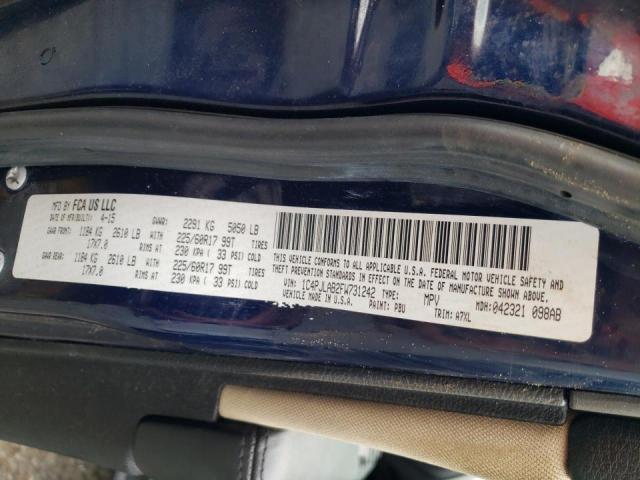 MFD BY FCA US LLC
DATE OF MFR/BUILT: 4-15 GVWR: 2291 KG 5050 LB
GAWR FRONT: 1184 KG 2610 LB WITH 225/60R17 99T TIRES
17X7.0 RIMS AT 230 KPA ( 33 PSI) COLD
GAWR REAR: 1184 KG 2610 LB WITH 225/60R17 99T TIRES
17X7.0 RIMS AT 230 KPA ( 33 PSI) COLD
THIS VEHICLE CONFORMS TO ALL APPLICABLE U.S.A. FEDERAL MOTOR VEHICLE SAFETY AND
THEFT PREVENTION STANDARDS IN EFFECT ON THE DATE OF MANUFACTURE SHOWN ABOVE.
VIN: 1C4PJLAB2FW731242 TYPE: MPV MDH: 042321 098AB
MADE IN U.S.A. PAINT: PBU TRIM: A7XL